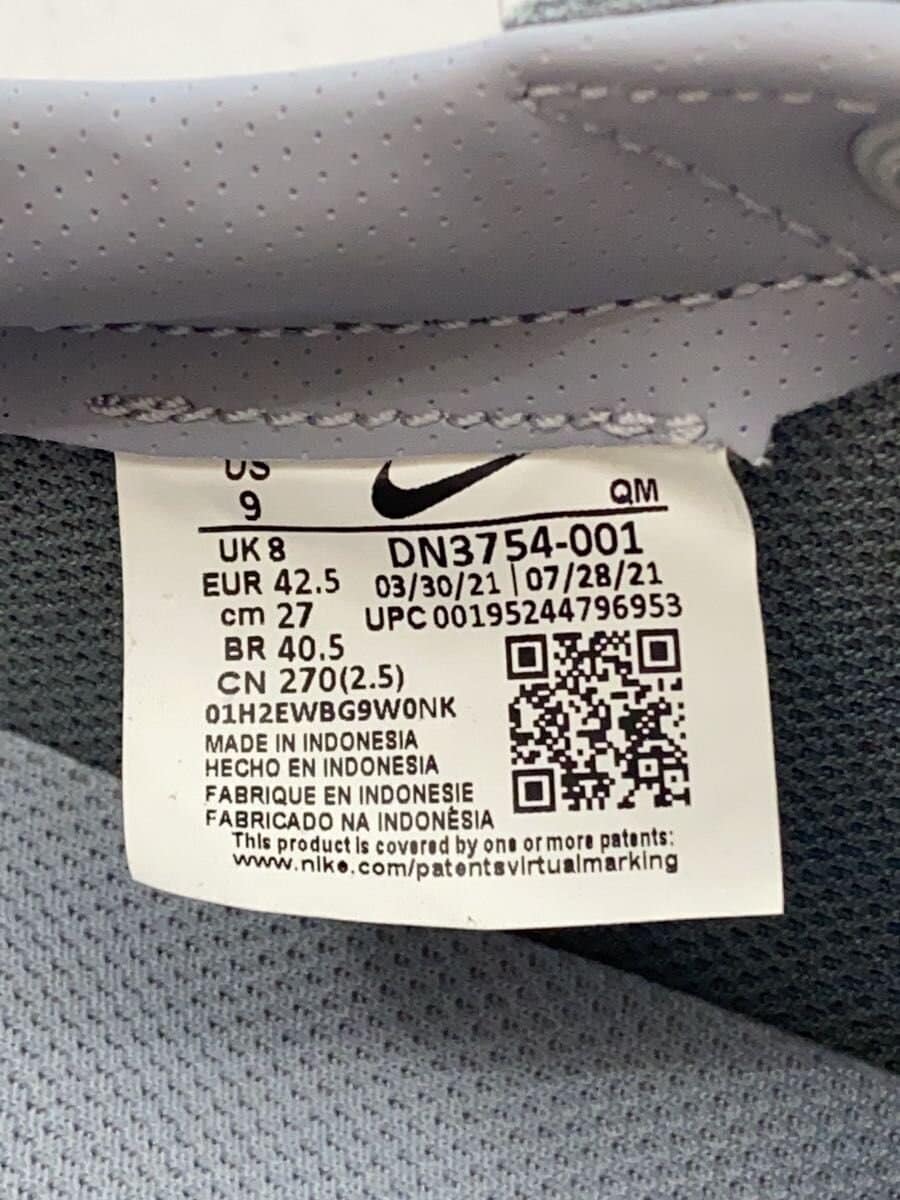 US
9
QM
UK 8
DN3754-001
EUR 42.5
03/30/21 | 07/28/21
cm 27
UPC 00195244796953
BR 40.5
CN 270(2.5)
01H2EWBG9W0NK
MADE IN INDONESIA
HECHO EN INDONESIA
FABRIQUE EN INDONESIE
FABRICADO NA INDONÉSIA
This product is covered by one or more patents:
www.nike.com/patentsvirtualmarking